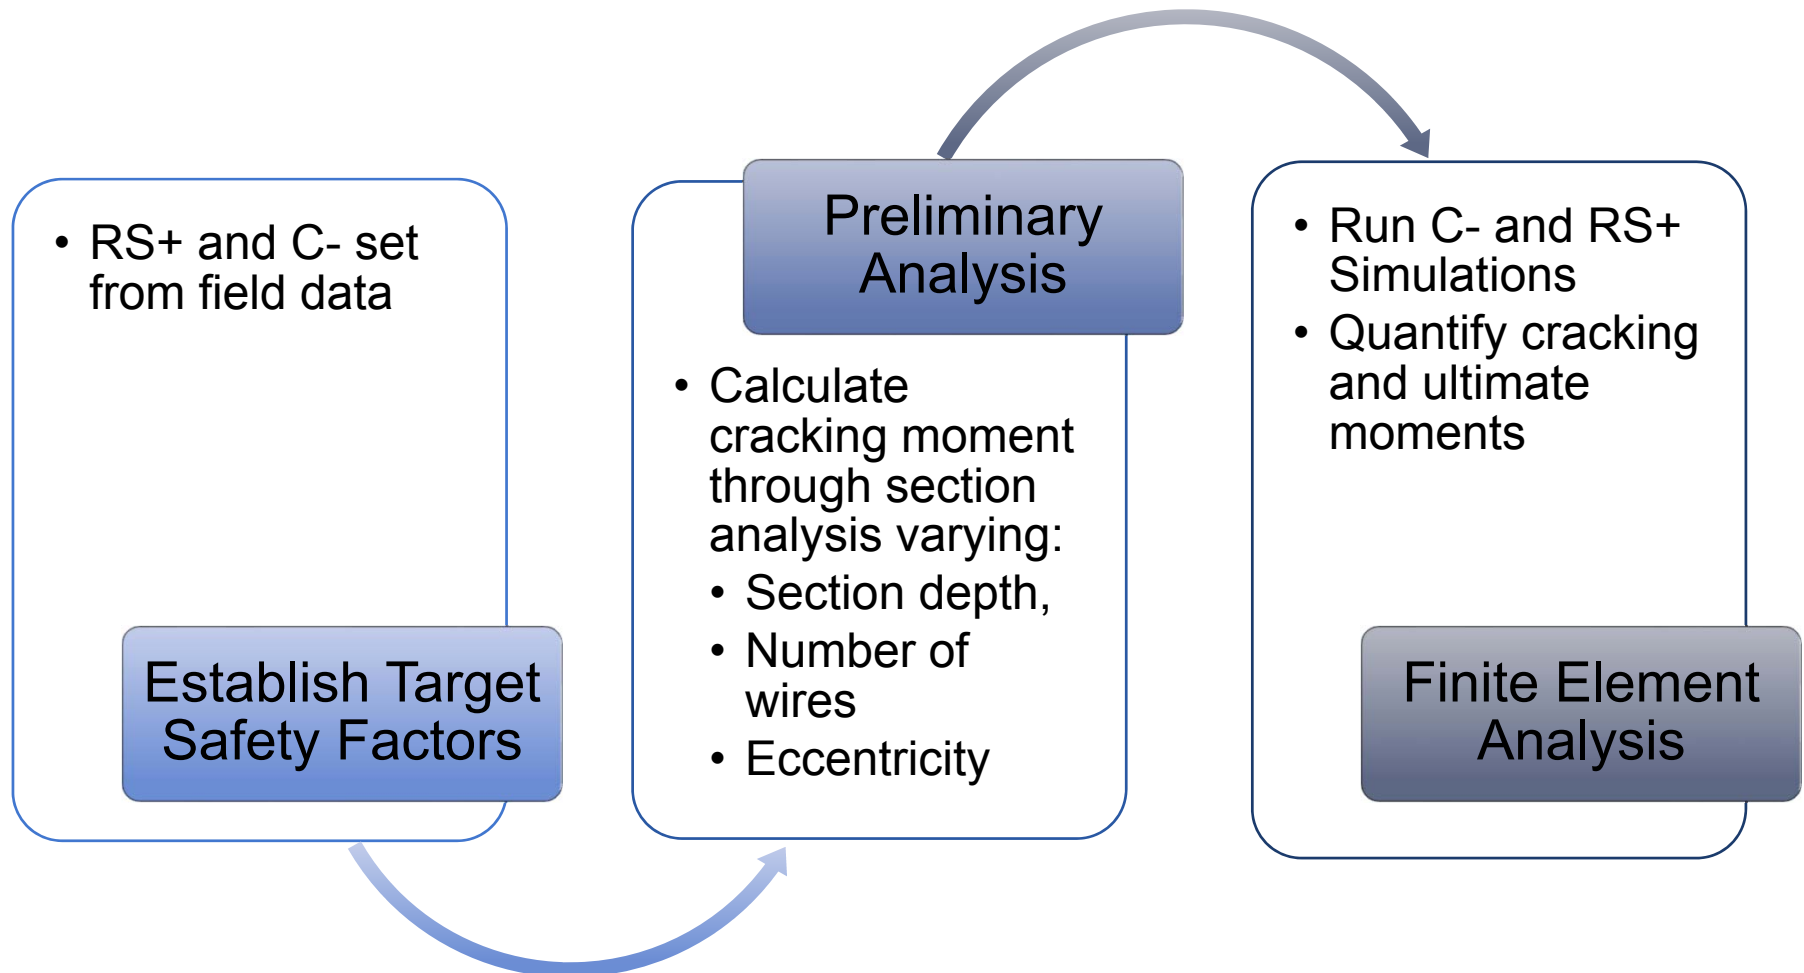 • RS+ and C- set
from field data
Establish Target
Safety Factors
Preliminary
Analysis
• Calculate
cracking moment
through section
analysis varying:
• Section depth,
• Number of
wires
• Eccentricity
• Run C- and RS+
Simulations
• Quantify cracking
and ultimate
moments
Finite Element
Analysis